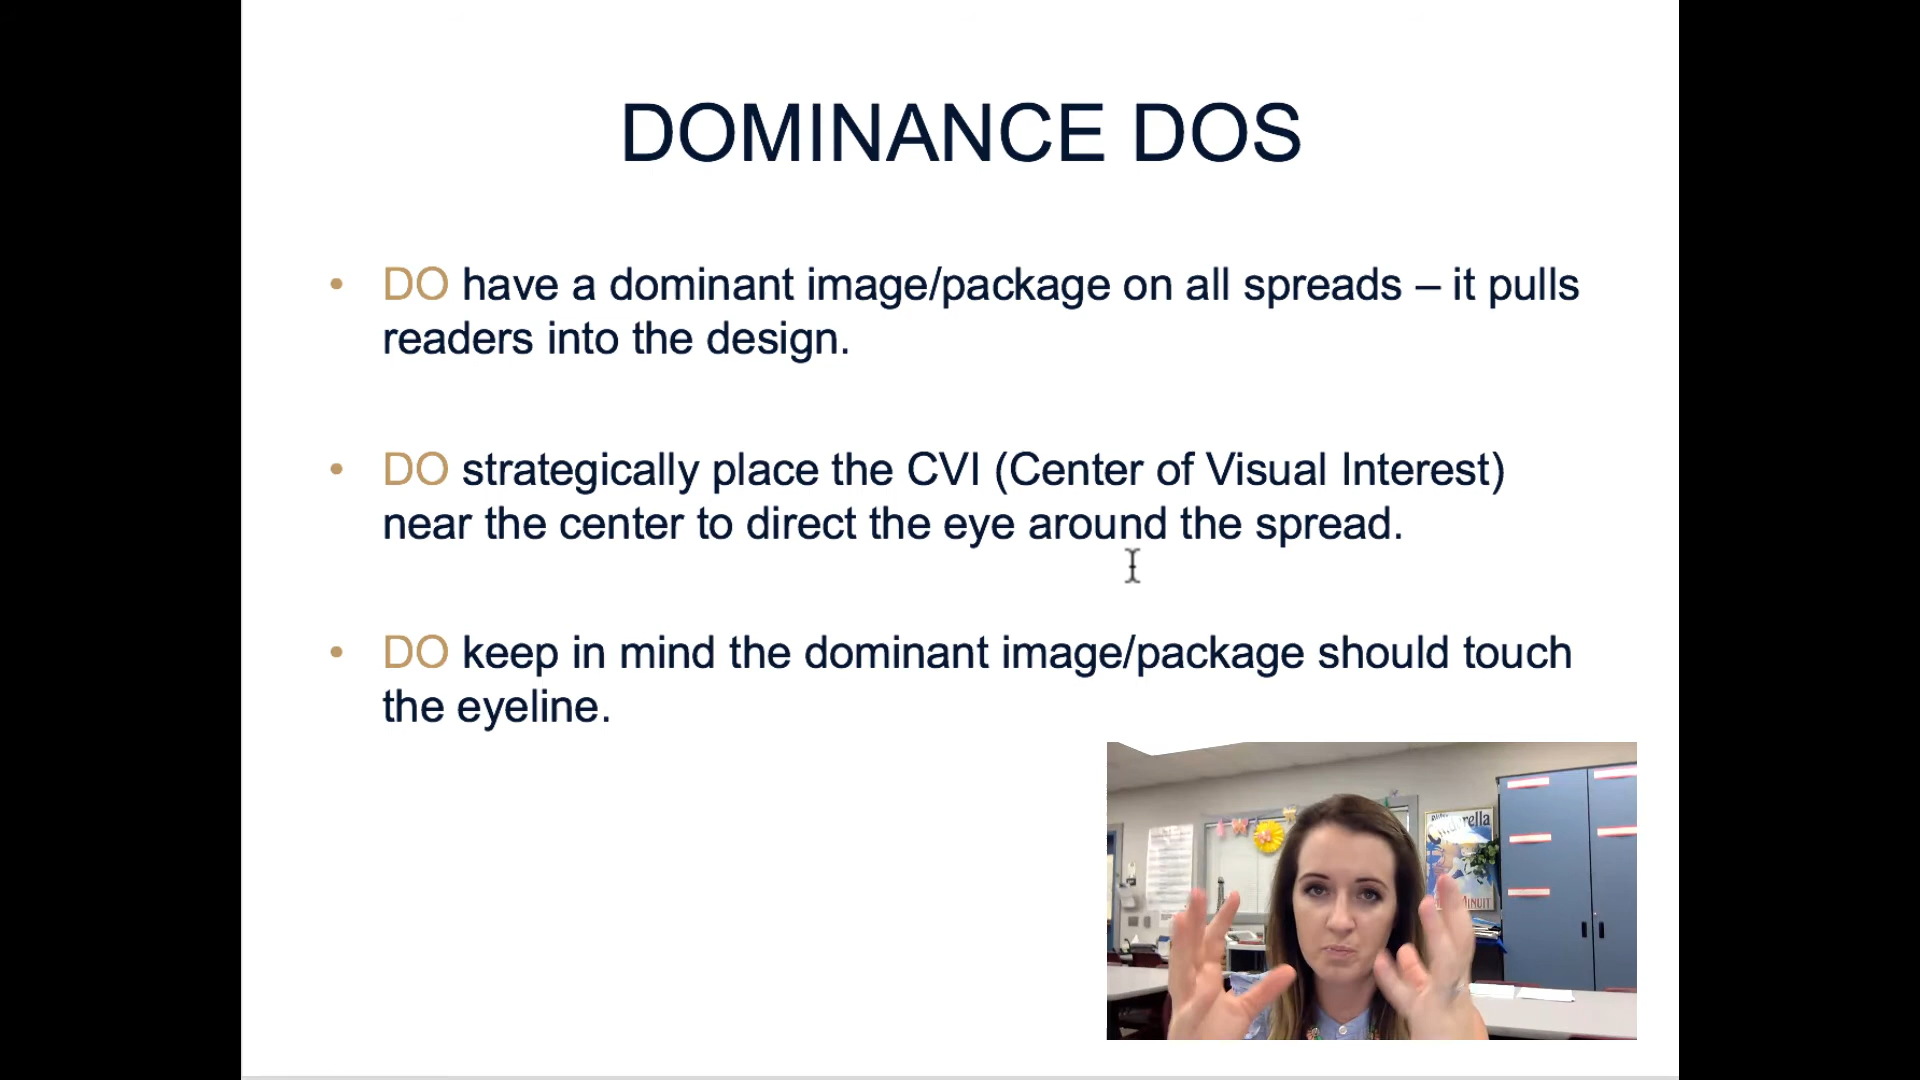 DOMINANCE DOS
• DO have a dominant image/package on all spreads – it pulls
readers into the design.
• DO strategically place the CVI (Center of Visual Interest)
near the center to direct the eye around the spread.
• DO keep in mind the dominant image/package should touch
the eyeline.
MINUIT